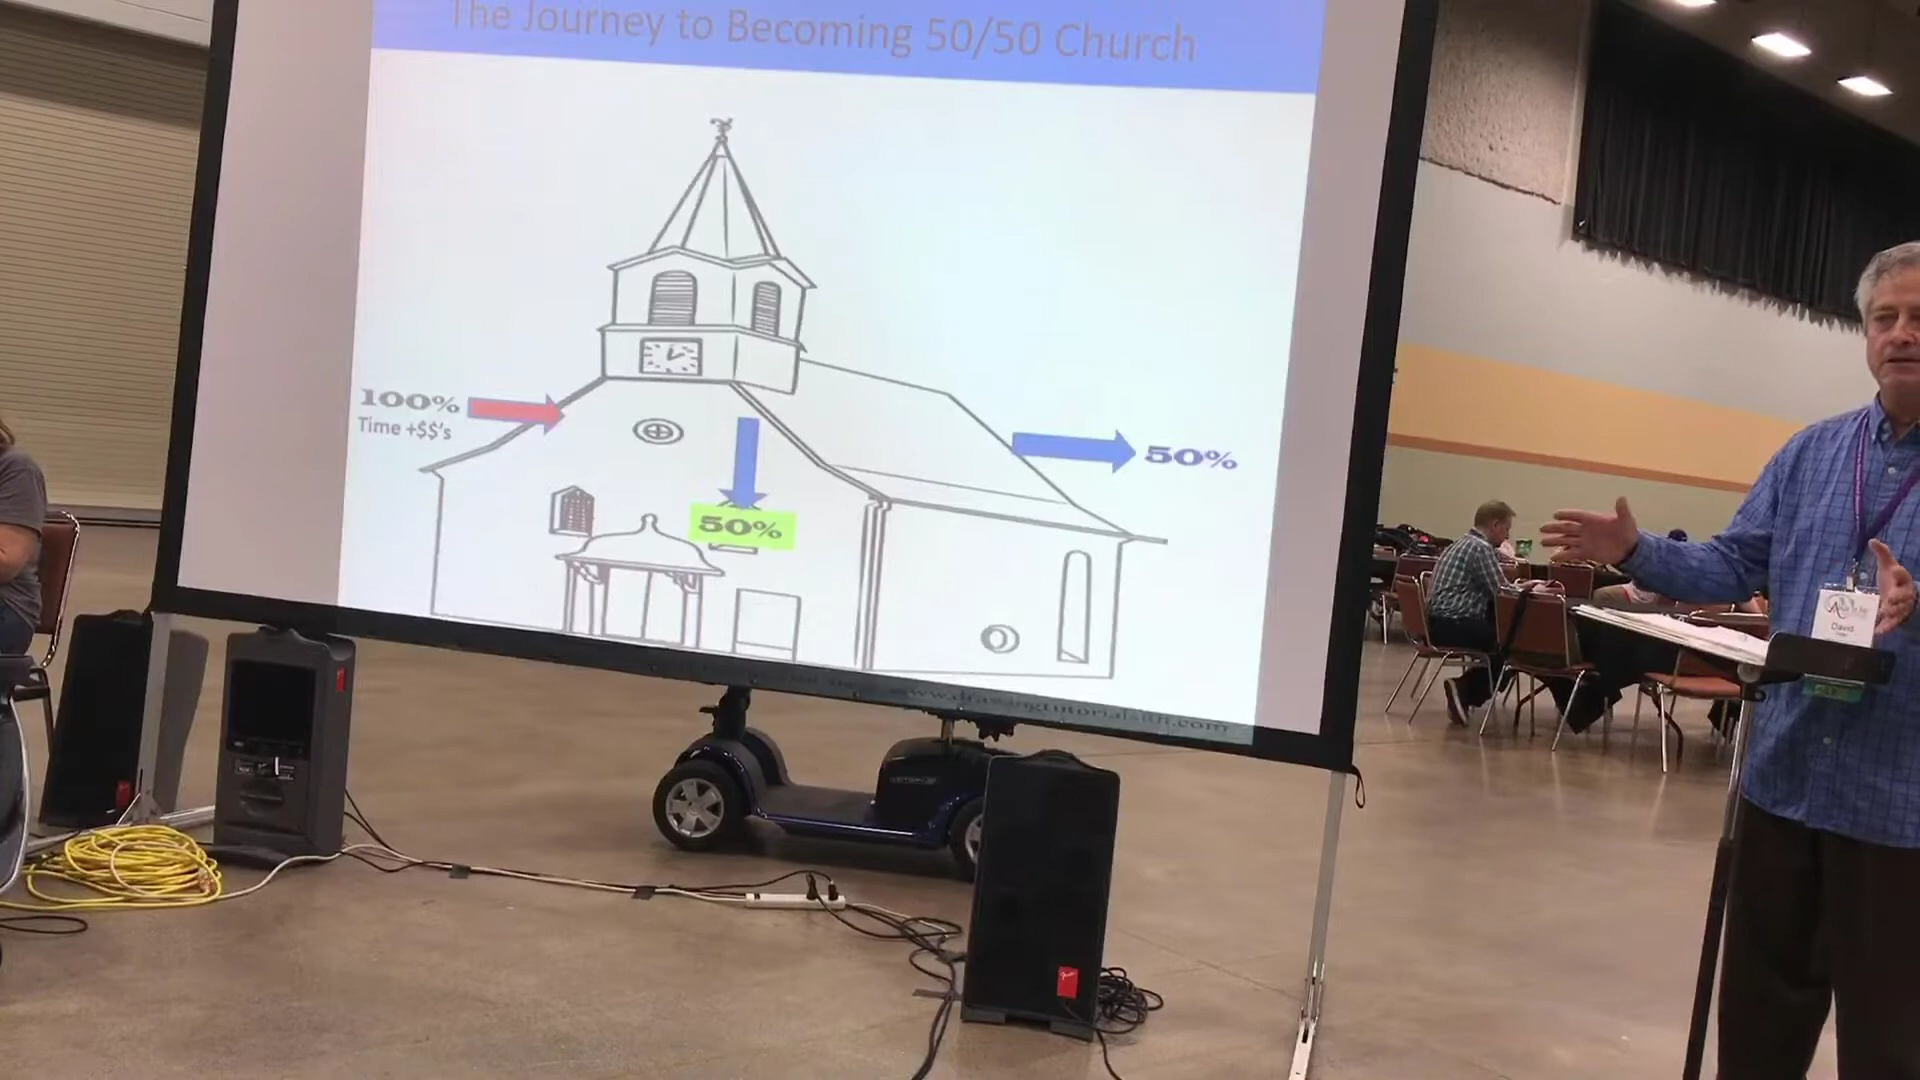 The Journey to Becoming 50/50 Church
100%
Time +$$'s
50%
50%
David